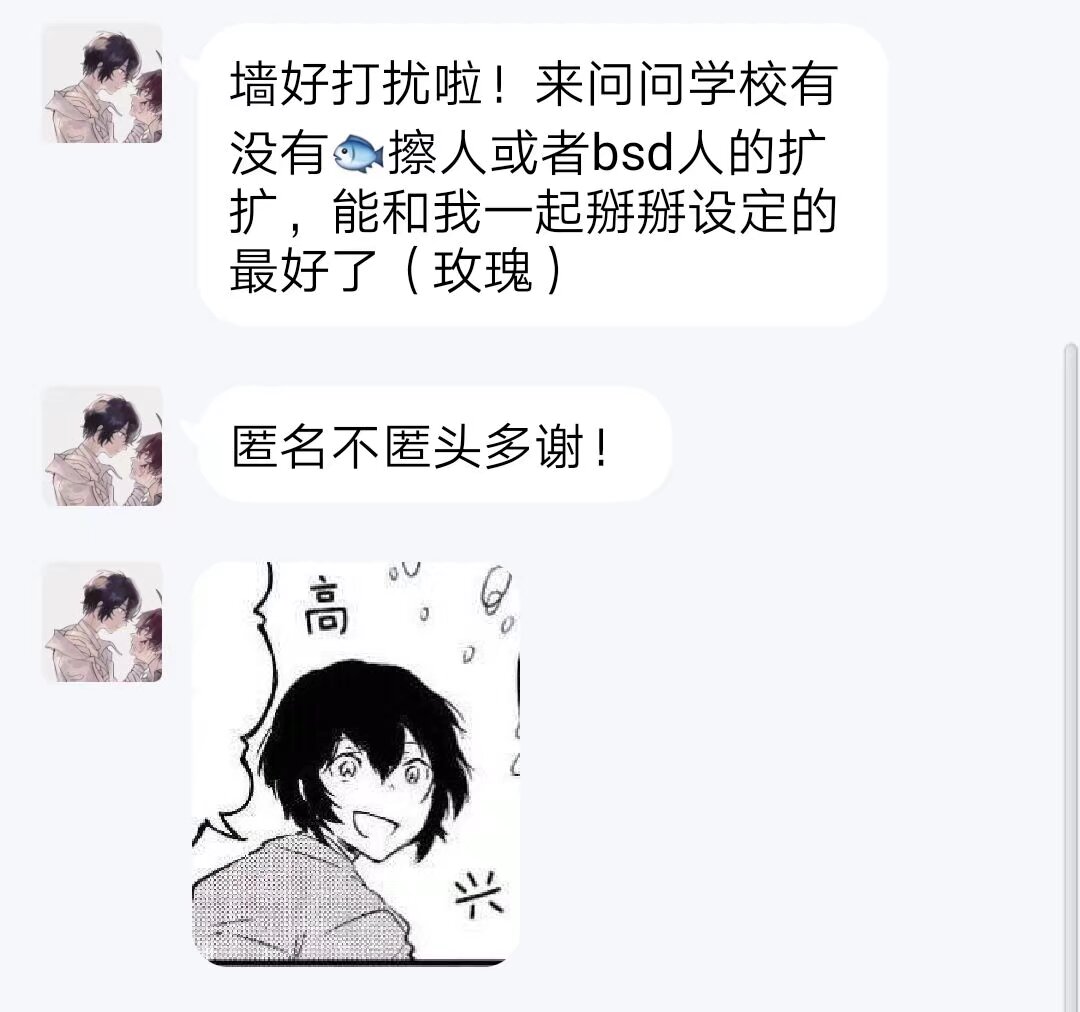 墙好打扰啦！来问问学校有
没有🐟擦人或者bsd人的扩
扩，能和我一起掰掰设定的
最好了（玫瑰）
匿名不匿头多谢！
高
兴